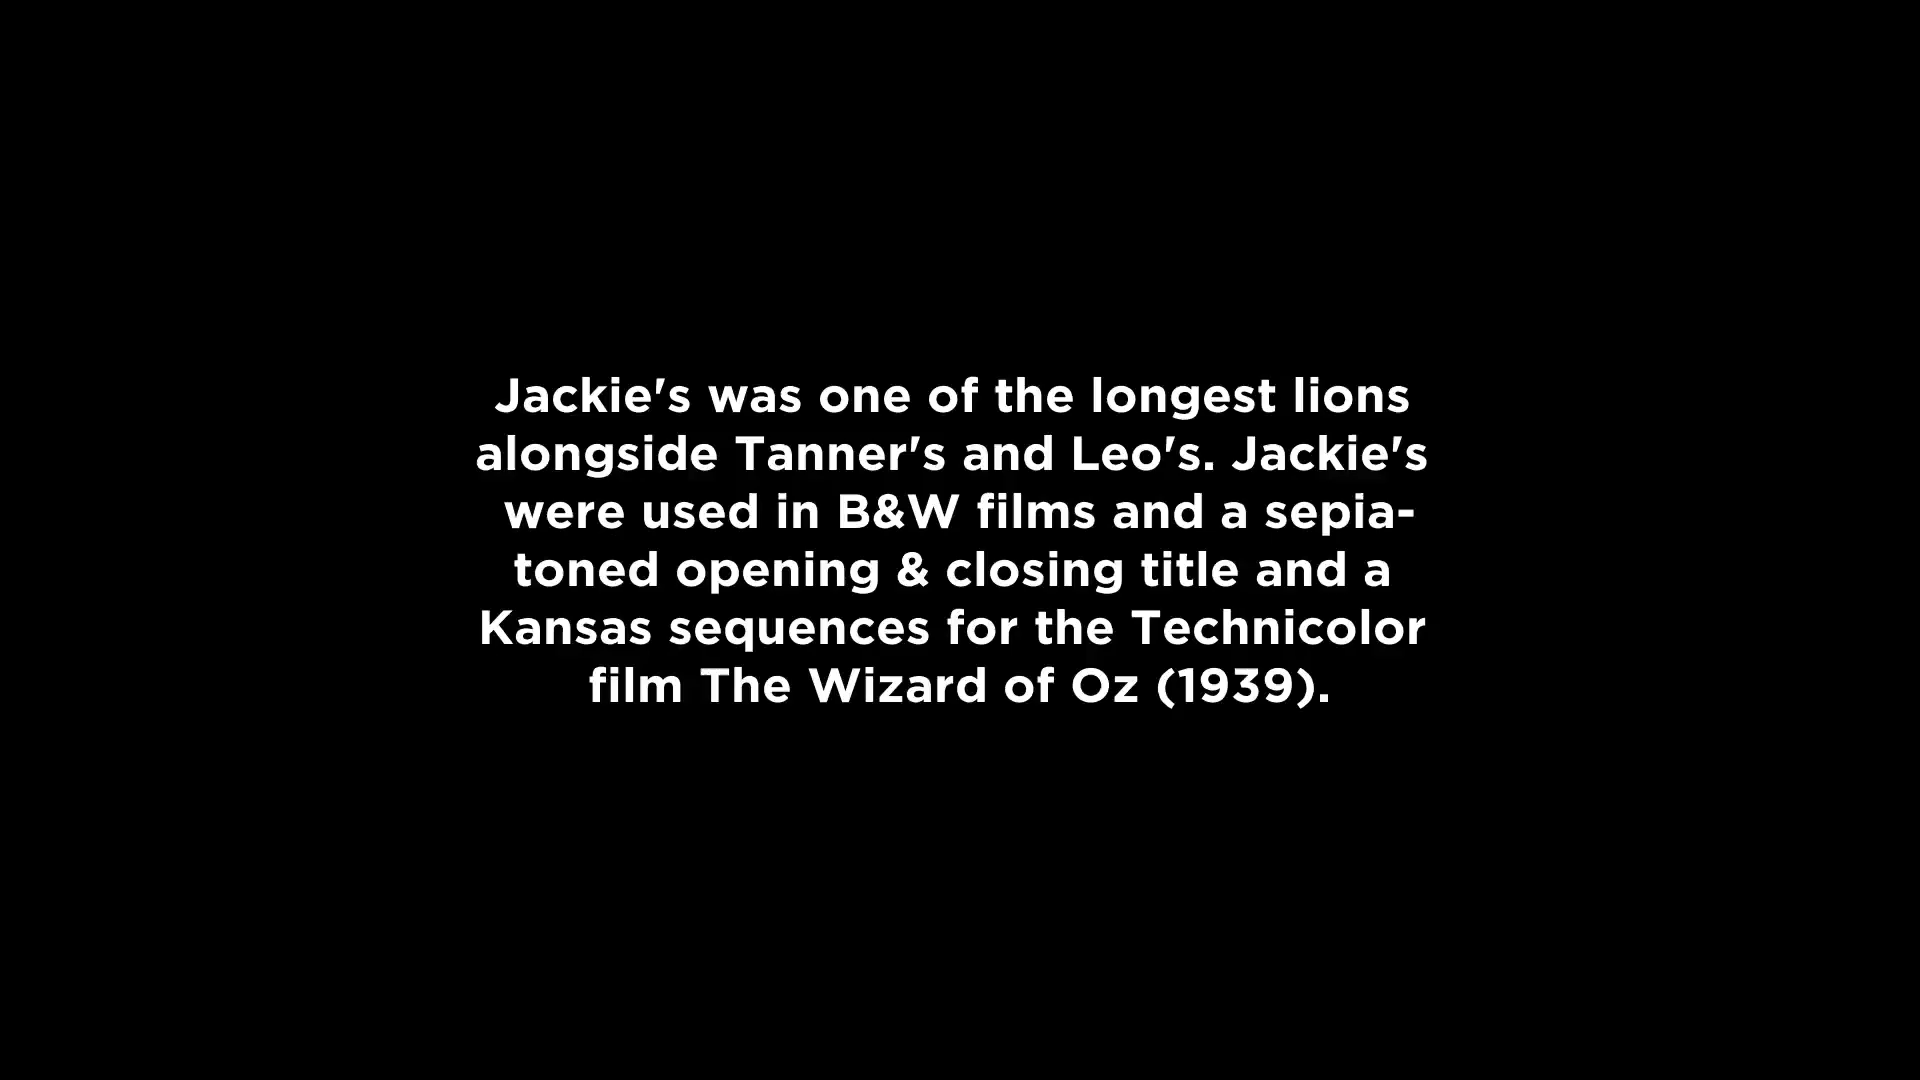 Jackie's was one of the longest lions
alongside Tanner's and Leo's. Jackie's
were used in B&W films and a sepia-
toned opening & closing title and a
Kansas sequences for the Technicolor
film The Wizard of Oz (1939).